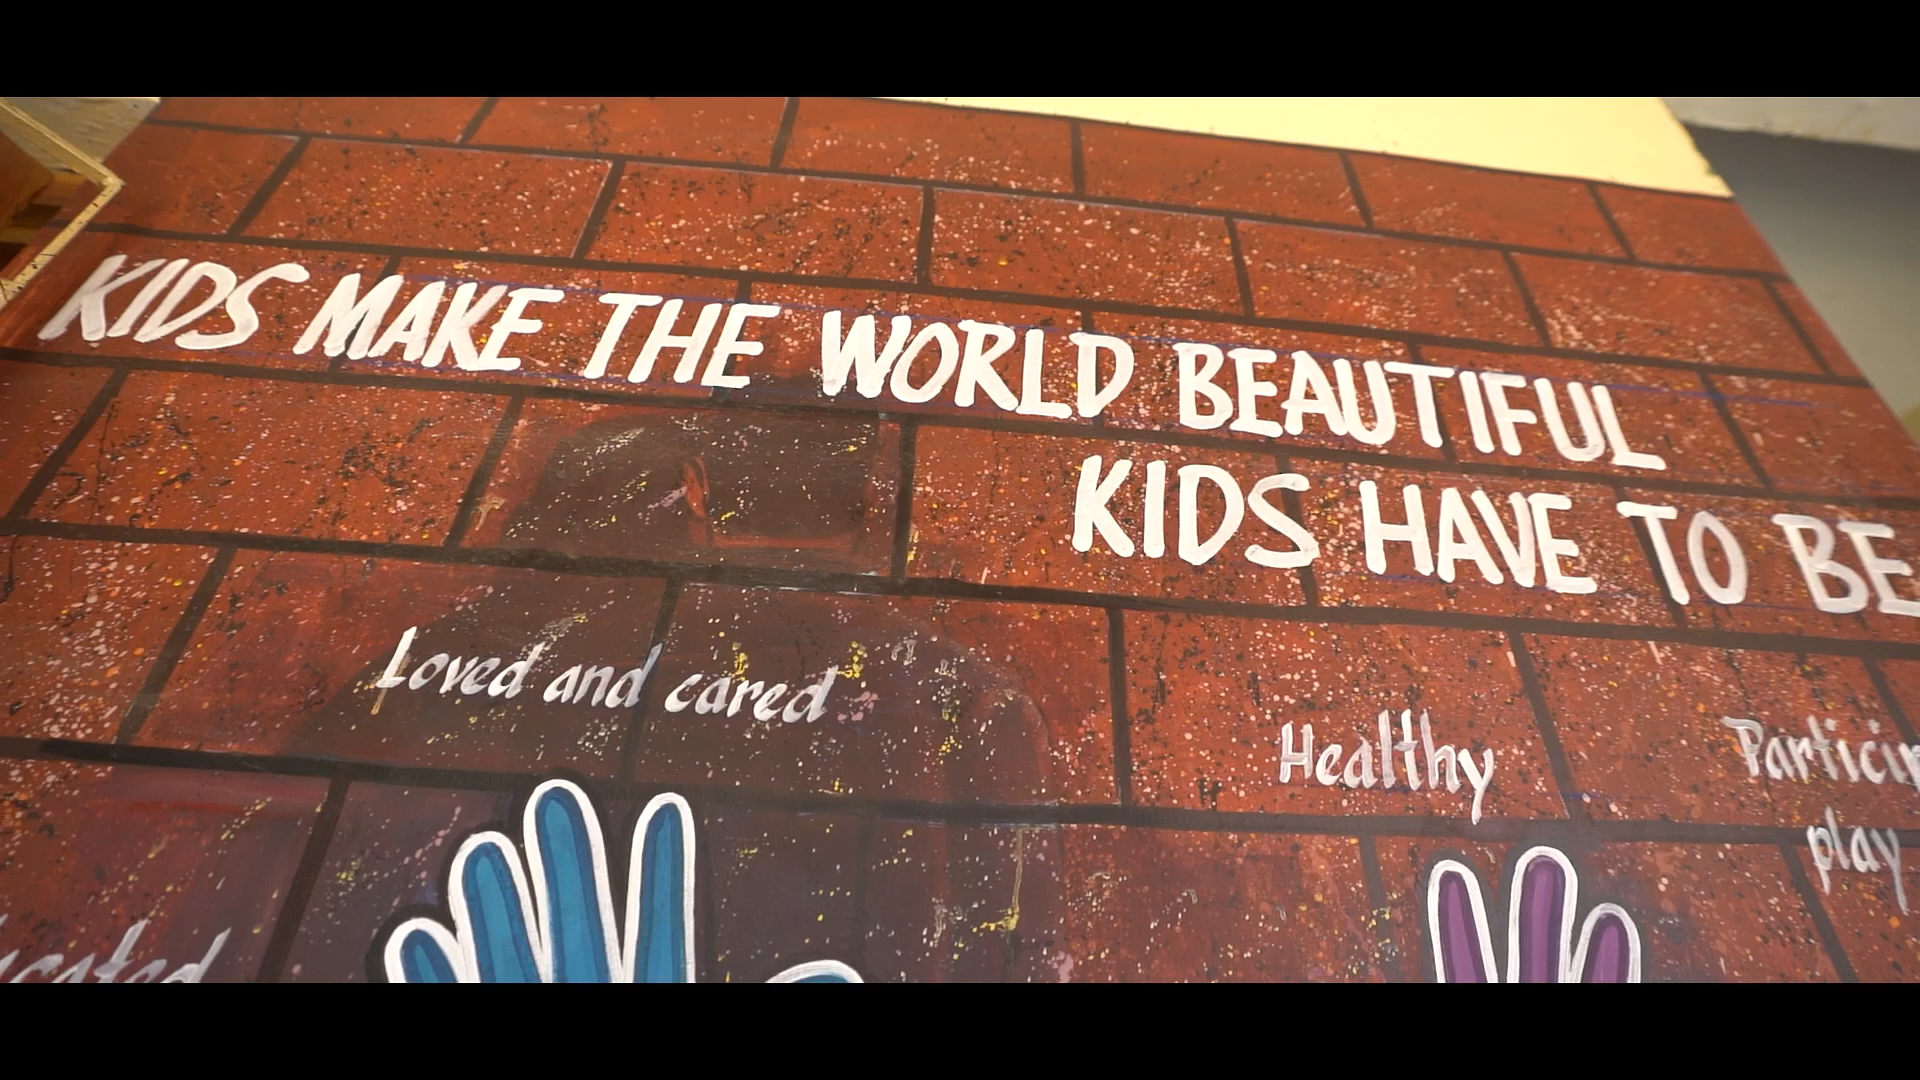 KIDS MAKE THE WORLD BEAUTIFUL
KIDS HAVE TO BE
Loved and cared
Healthy
play